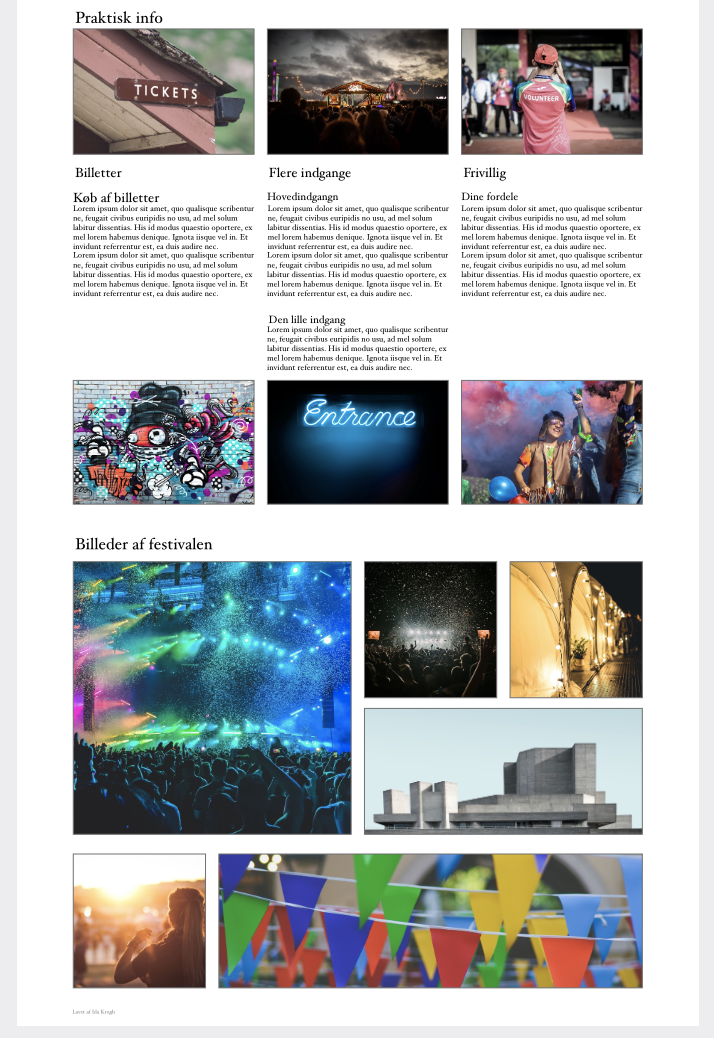 Praktisk info
TICKETS
VOLUNTEER
Billetter
Køb af billetter
Lorem ipsum dolor sit amet, quo qualisque scribentur
ne, feugait civibus euripidis no usu, ad mel solum
labitur dissentias. His id modus quaestio oportere, ex
mel lorem habemus denique. Ignota iisque vel in. Et
invidunt referrentur est, ea duis audire nec.
Lorem ipsum dolor sit amet, quo qualisque scribentur
ne, feugait civibus euripidis no usu, ad mel solum
labitur dissentias. His id modus quaestio oportere, ex
mel lorem habemus denique. Ignota iisque vel in. Et
invidunt referrentur est, ea duis audire nec.
Flere indgange
Hovedindgangn
Lorem ipsum dolor sit amet, quo qualisque scribentur
ne, feugait civibus euripidis no usu, ad mel solum
labitur dissentias. His id modus quaestio oportere, ex
mel lorem habemus denique. Ignota iisque vel in. Et
invidunt referrentur est, ea duis audire nec.
Lorem ipsum dolor sit amet, quo qualisque scribentur
ne, feugait civibus euripidis no usu, ad mel solum
labitur dissentias. His id modus quaestio oportere, ex
mel lorem habemus denique. Ignota iisque vel in. Et
invidunt referrentur est, ea duis audire nec.
Den lille indgang
Lorem ipsum dolor sit amet, quo qualisque scribentur
ne, feugait civibus euripidis no usu, ad mel solum
labitur dissentias. His id modus quaestio oportere, ex
mel lorem habemus denique. Ignota iisque vel in. Et
invidunt referrentur est, ea duis audire nec.
Frivillig
Dine fordele
Lorem ipsum dolor sit amet, quo qualisque scribentur
ne, feugait civibus euripidis no usu, ad mel solum
labitur dissentias. His id modus quaestio oportere, ex
mel lorem habemus denique. Ignota iisque vel in. Et
invidunt referrentur est, ea duis audire nec.
Lorem ipsum dolor sit amet, quo qualisque scribentur
ne, feugait civibus euripidis no usu, ad mel solum
labitur dissentias. His id modus quaestio oportere, ex
mel lorem habemus denique. Ignota iisque vel in. Et
invidunt referrentur est, ea duis audire nec.
Entrance
Billeder af festivalen
Lavet af Ida Krogh